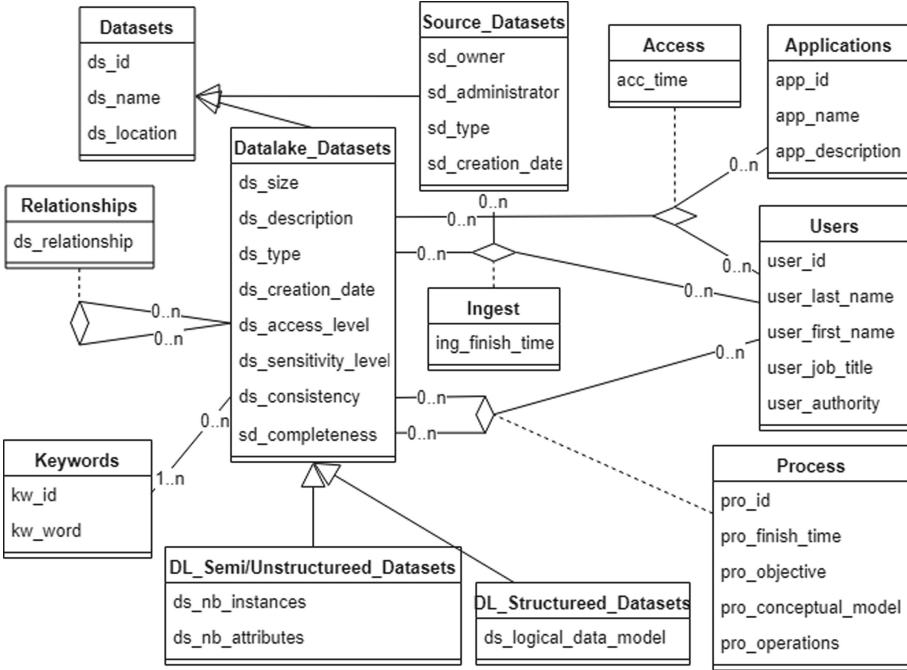 Datasets
ds_id
ds_name
ds_location
Source_Datasets
sd_owner
sd_administrator
sd_type
sd_creation_date
Access
acc_time
Applications
app_id
app_name
app_description
Datalake_Datasets
ds_size
ds_description
ds_type
ds_creation_date
ds_access_level
ds_sensitivity_level
ds_consistency
sd_completeness
Relationships
ds_relationship
0..n
0..n
0..n
0..n
0..n
0..n
0..n
0..n
Ingest
ing_finish_time
Users
user_id
user_last_name
user_first_name
user_job_title
user_authority
0..n
0..n
0..n
0..n
1..n
Keywords
kw_id
kw_word
Process
pro_id
pro_finish_time
pro_objective
pro_conceptual_model
pro_operations
DL_Semi/Unstructureed_Datasets
ds_nb_instances
ds_nb_attributes
DL_Structureed_Datasets
ds_logical_data_model